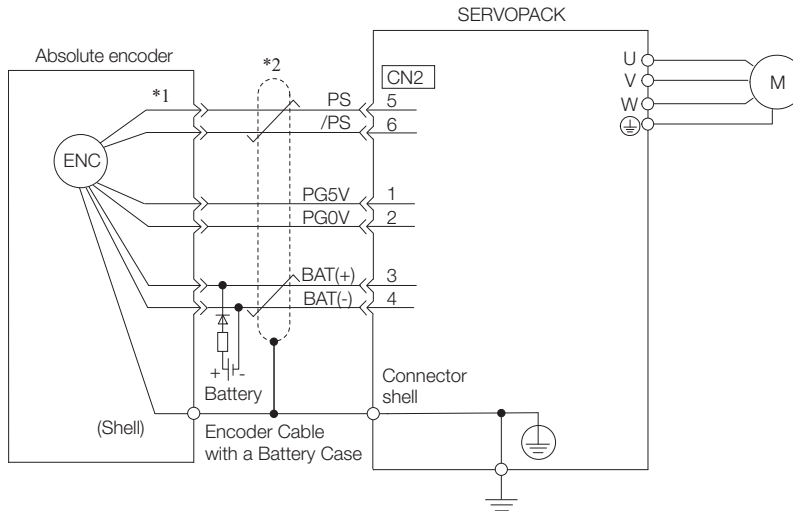 SERVOPACK
Absolute encoder
*2
CN2
U
V
W
M
*1
PS
5
/PS
6
ENC
PG5V
1
PG0V
2
BAT(+)
3
BAT(-)
4
+
-
Battery
Connector
shell
(Shell)
Encoder Cable
with a Battery Case